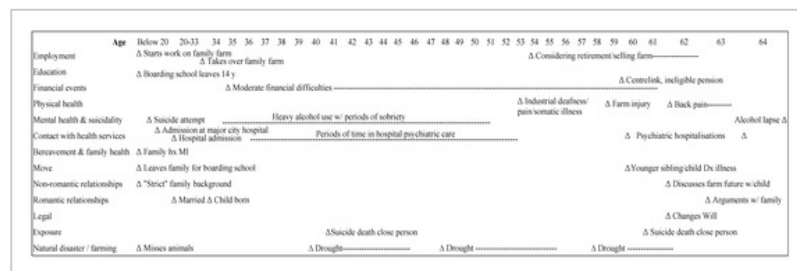 Age Below 20 20-33 34 35 36 37 38 39 40 41 42 43 44 45 46 47 48 49 50 51 52 53 54 55 56 57 58 59 60 61 62 63 64
Employment Δ Starts work on family farm Δ Considering retirement/selling farm
Δ Takes over family farm
Education Δ Boarding school leaves 14 y
Financial events Δ Moderate financial difficulties Δ Centrelink, ineligible pension
Physical health Δ Industrial deafness/ pain/somatic illness Δ Farm injury Δ Back pain
Mental health & suicidality Δ Suicide attempt Heavy alcohol use w/ periods of sobriety Alcohol lapse Δ
Contact with health services Δ Admission at major city hospital Δ Hospital admission Periods of time in hospital psychiatric care Δ Psychiatric hospitalisations Δ
Bereavement & family health Δ Family hx MI
Move Δ Leaves family for boarding school ΔYounger sibling/child Dx illness
Non-romantic relationships Δ "Strict" family background Δ Discusses farm future w/child
Romantic relationships Δ Married Δ Child born Δ Arguments w/ family
Legal Δ Changes Will
Exposure ΔSuicide death close person Δ Suicide death close person
Natural disaster / farming Δ Misses animals Δ Drought Δ Drought Δ Drought